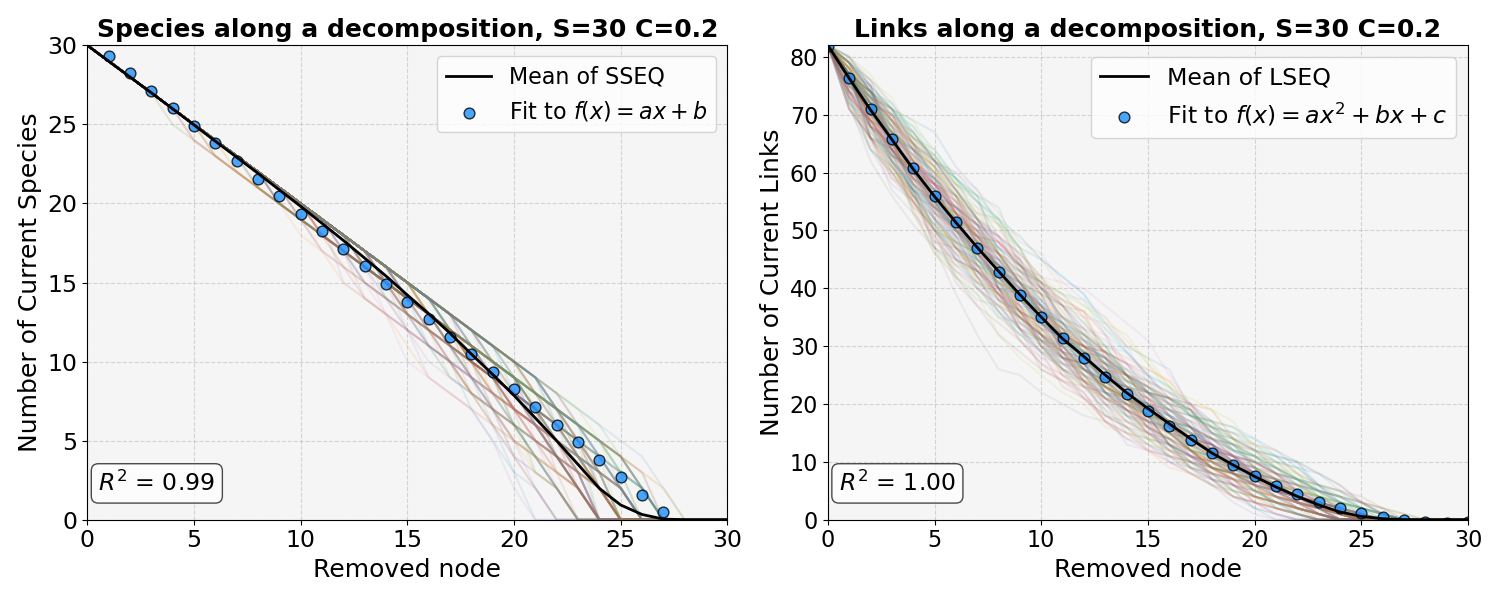 Species along a decomposition, S=30 C=0.2
Number of Current Species
30
25
20
15
10
5
0
Mean of SSEQ
Fit to f(x) = ax + b
R² = 0.99
0 5 10 15 20 25 30
Removed node
Links along a decomposition, S=30 C=0.2
Number of Current Links
80
70
60
50
40
30
20
10
0
Mean of LSEQ
Fit to f(x) = ax² + bx + c
R² = 1.00
0 5 10 15 20 25 30
Removed node